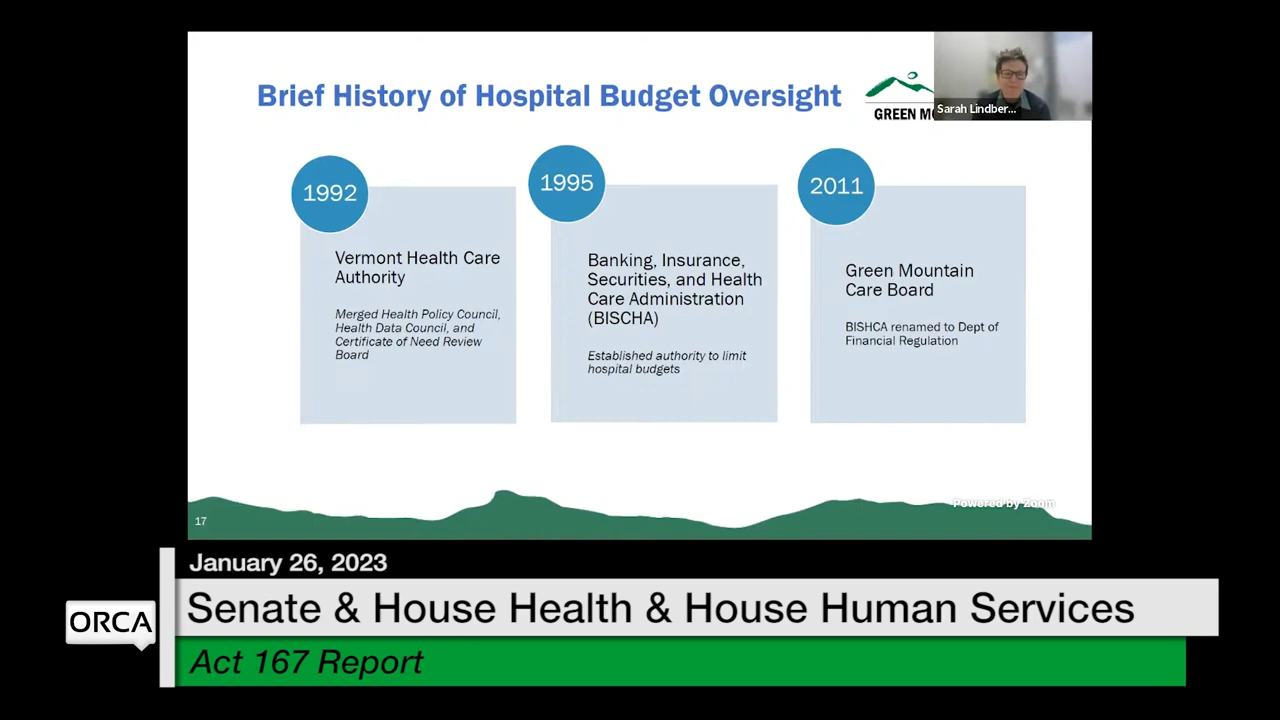 Brief History of Hospital Budget Oversight
GREEN
Sarah Lindber...
1992
Vermont Health Care
Authority
Merged Health Policy Council,
Health Data Council, and
Certificate of Need Review
Board
1995
Banking, Insurance,
Securities, and Health
Care Administration
(BISCHA)
Established authority to limit
hospital budgets
2011
Green Mountain
Care Board
BISHCA renamed to Dept of
Financial Regulation
Powered by Zoom
17
January 26, 2023
Senate & House Health & House Human Services
ORCA
Act 167 Report